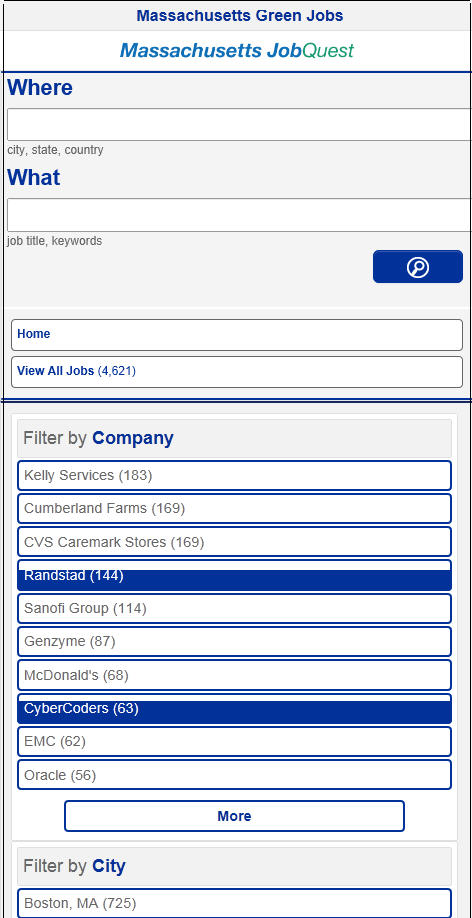 Massachusetts Green Jobs
Massachusetts JobQuest
Where
city, state, country
What
job title, keywords
Home
View All Jobs (4,621)
Filter by Company
Kelly Services (183)
Cumberland Farms (169)
CVS Caremark Stores (169)
Randstad (144)
Sanofi Group (114)
Genzyme (87)
McDonald's (68)
CyberCoders (63)
EMC (62)
Oracle (56)
More
Filter by City
Boston, MA (725)